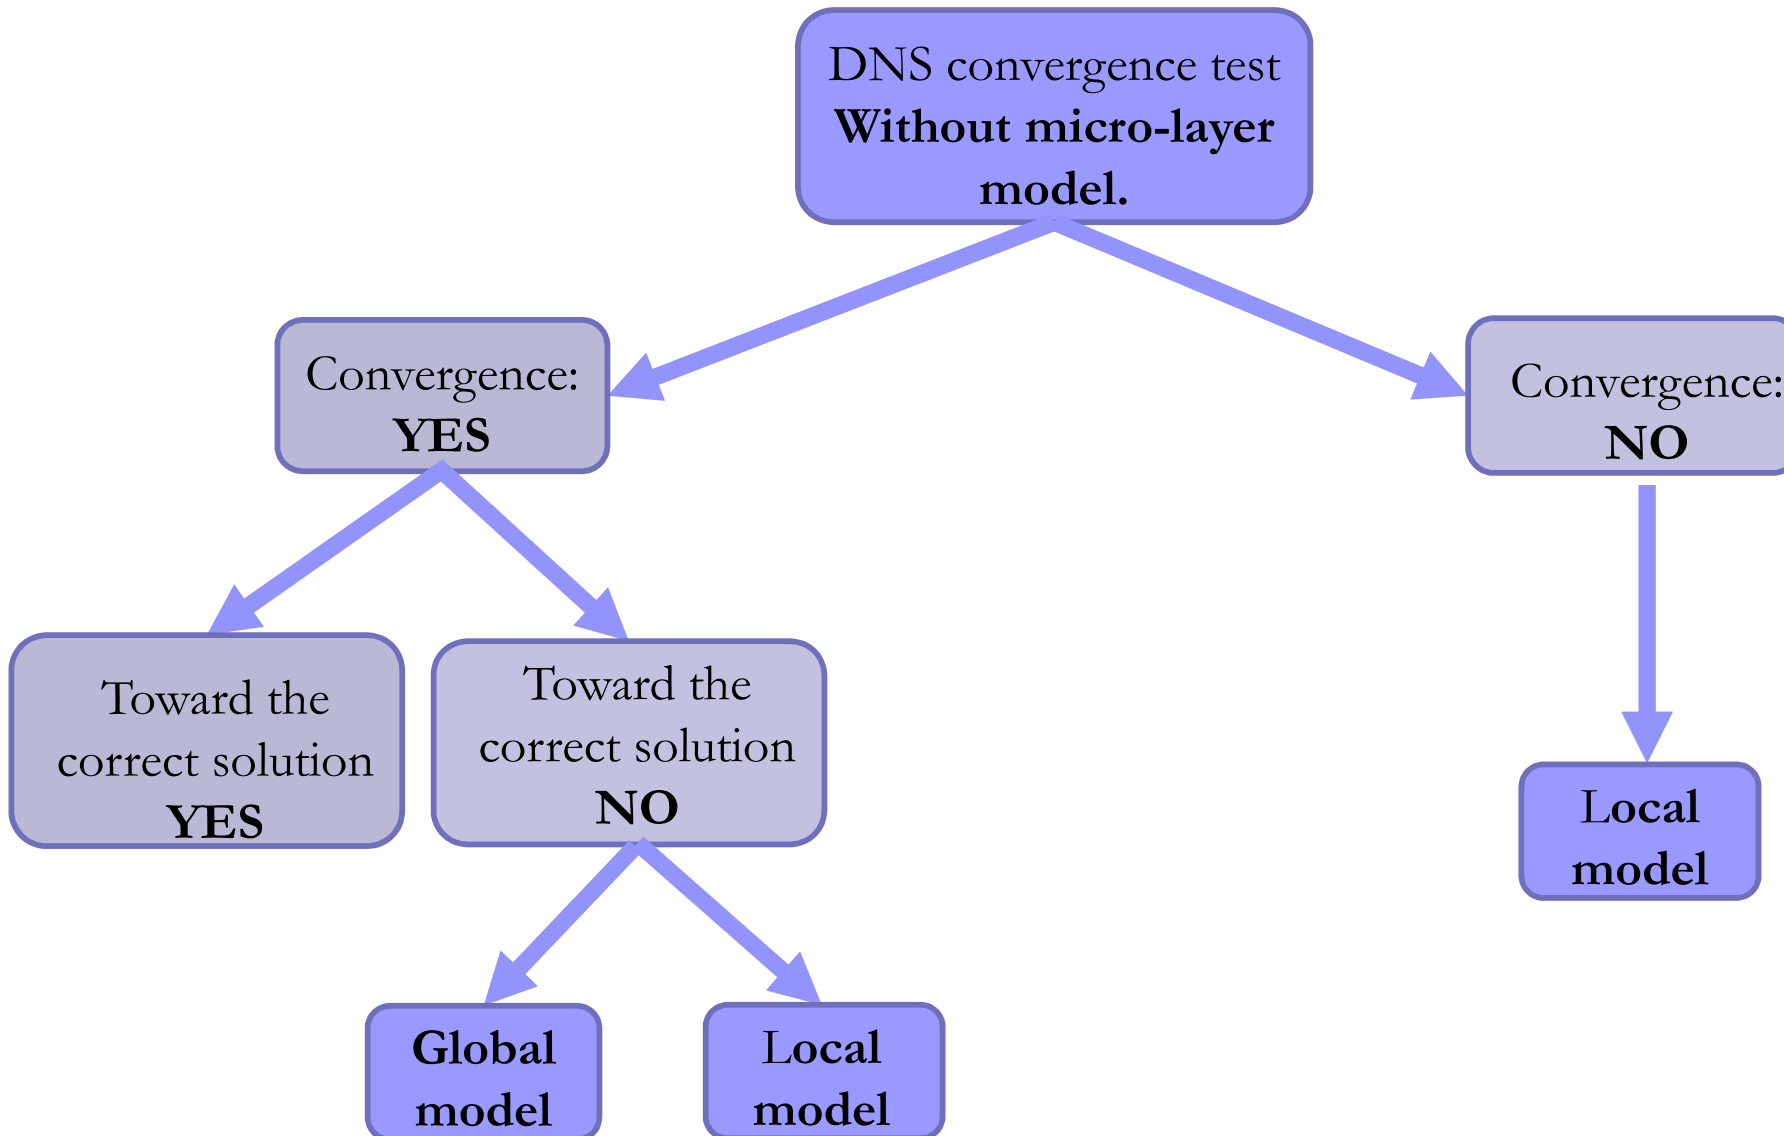 DNS convergence test
Without micro-layer
model.
Convergence:
YES
Convergence:
NO
Toward the
correct solution
YES
Toward the
correct solution
NO
Local
model
Global
model
Local
model